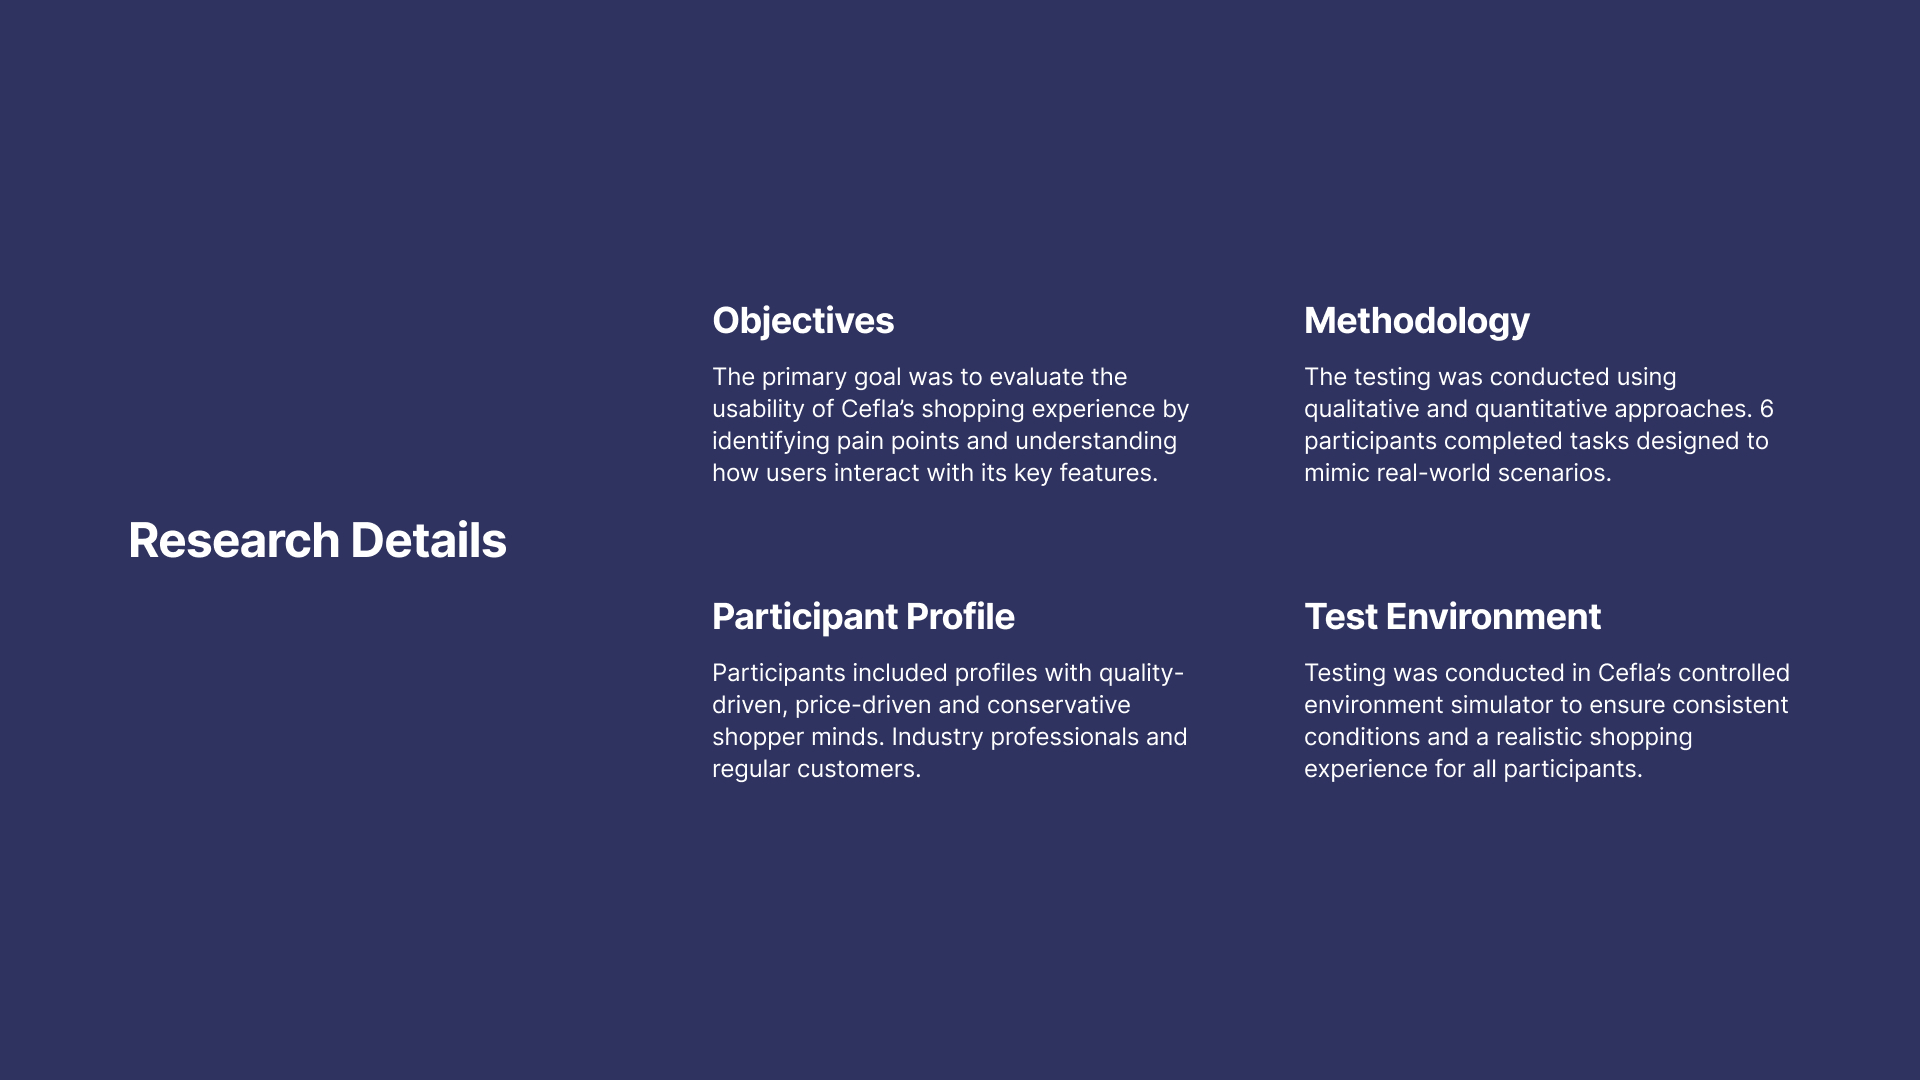 Research Details
Objectives
The primary goal was to evaluate the
usability of Cefla’s shopping experience by
identifying pain points and understanding
how users interact with its key features.
Methodology
The testing was conducted using
qualitative and quantitative approaches. 6
participants completed tasks designed to
mimic real-world scenarios.
Participant Profile
Participants included profiles with quality-
driven, price-driven and conservative
shopper minds. Industry professionals and
regular customers.
Test Environment
Testing was conducted in Cefla’s controlled
environment simulator to ensure consistent
conditions and a realistic shopping
experience for all participants.